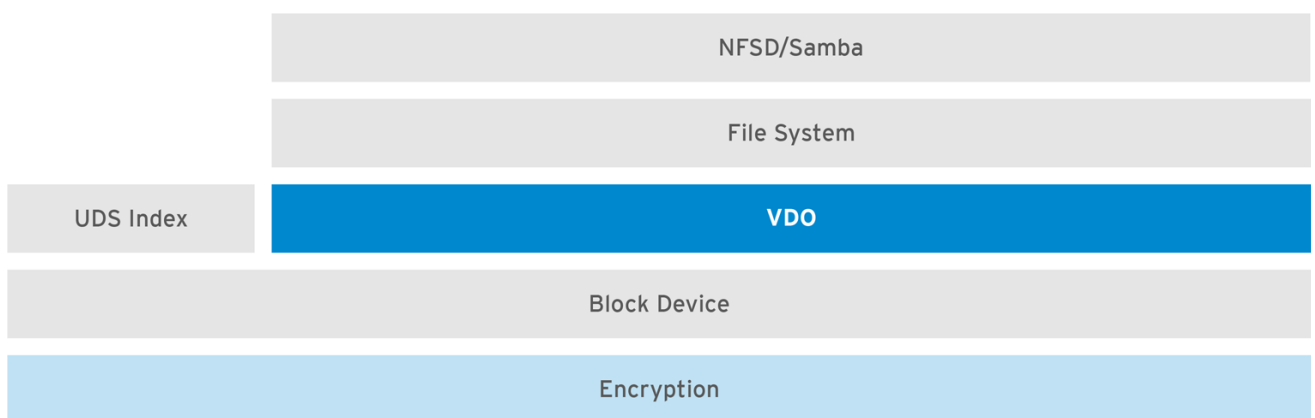 NFSD/Samba
File System
UDS Index
VDO
Block Device
Encryption